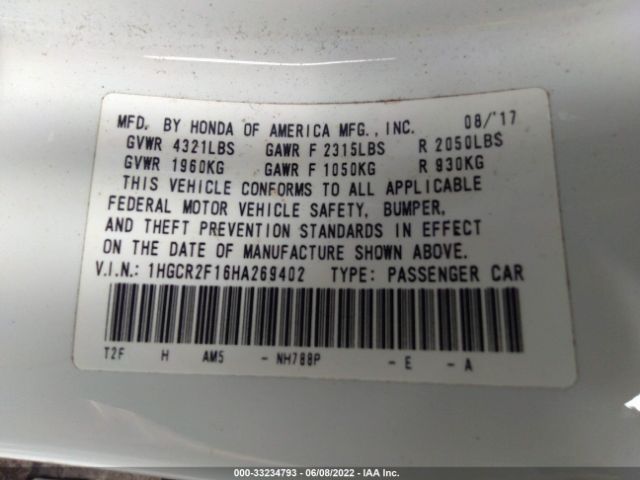 MFD. BY HONDA OF AMERICA MFG., INC. 08/'17
GVWR 4321LBS GAWR F 2315LBS R 2050LBS
GVWR 1960KG GAWR F 1050KG R 930KG
THIS VEHICLE CONFORMS TO ALL APPLICABLE
FEDERAL MOTOR VEHICLE SAFETY, BUMPER,
AND THEFT PREVENTION STANDARDS IN EFFECT
ON THE DATE OF MANUFACTURE SHOWN ABOVE.
V.I.N.: 1HGCR2F16HA269402 TYPE: PASSENGER CAR
T2F H AM5 - NH788P - E - A
000-33234793 - 06/08/2022 - IAA Inc.